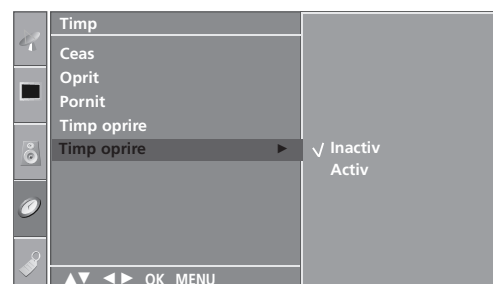 Timp
Ceas
Oprit
Pornit
Timp oprire
Timp oprire ► √ Inactiv
Activ
▲▼ ◄► OK MENU